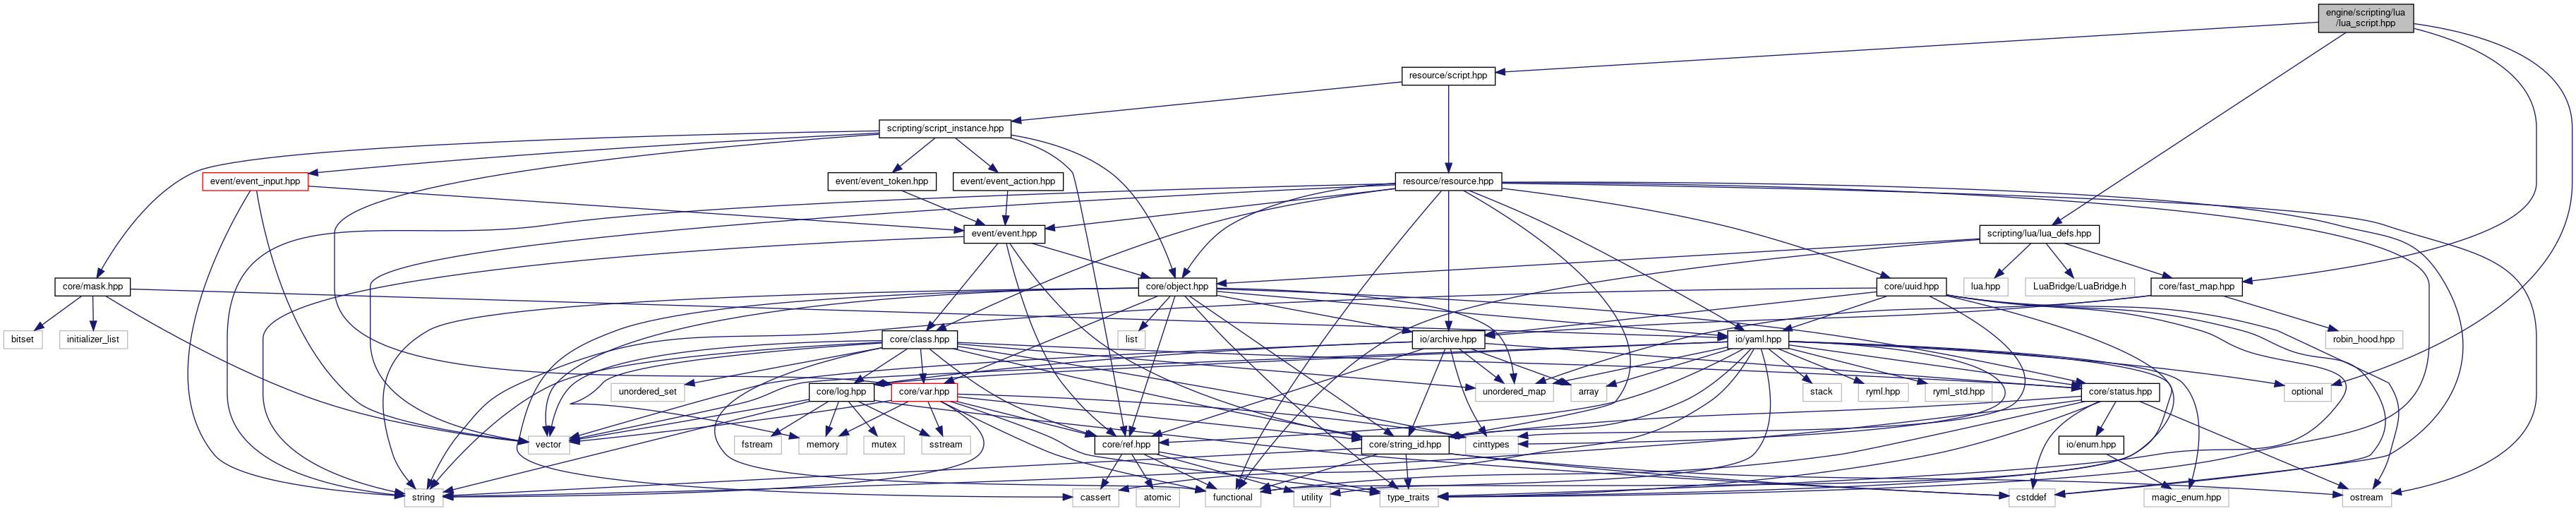 engine/scripting/lua
/lua_script.hpp
resource/script.hpp
scripting/script_instance.hpp
event/event_input.hpp
event/event_token.hpp
event/event_action.hpp
resource/resource.hpp
event/event.hpp
scripting/lua/lua_defs.hpp
core/mask.hpp
core/object.hpp
core/uuid.hpp
lua.hpp
LuaBridge/LuaBridge.h
core/fast_map.hpp
bitset
initializer_list
list
core/class.hpp
io/archive.hpp
io/yaml.hpp
robin_hood.hpp
unordered_set
core/log.hpp
core/var.hpp
unordered_map
array
stack
ryml.hpp
ryml_std.hpp
core/status.hpp
optional
vector
fstream
memory
mutex
sstream
core/ref.hpp
core/string_id.hpp
cinttypes
io/enum.hpp
string
cassert
atomic
functional
utility
type_traits
cstddef
magic_enum.hpp
ostream